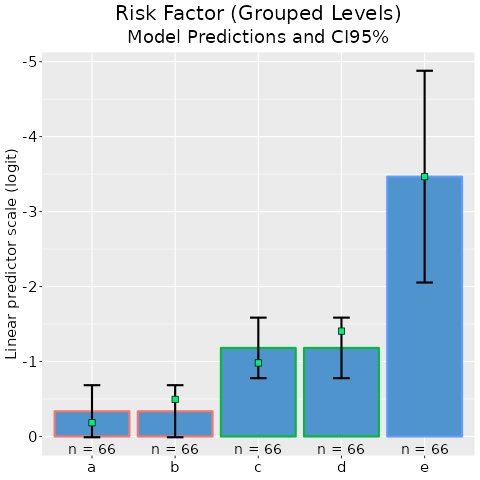 Risk Factor (Grouped Levels)
Model Predictions and CI95%
Linear predictor scale (logit)
-5
-4
-3
-2
-1
0
n = 66 n = 66 n = 66 n = 66 n = 66
a b c d e